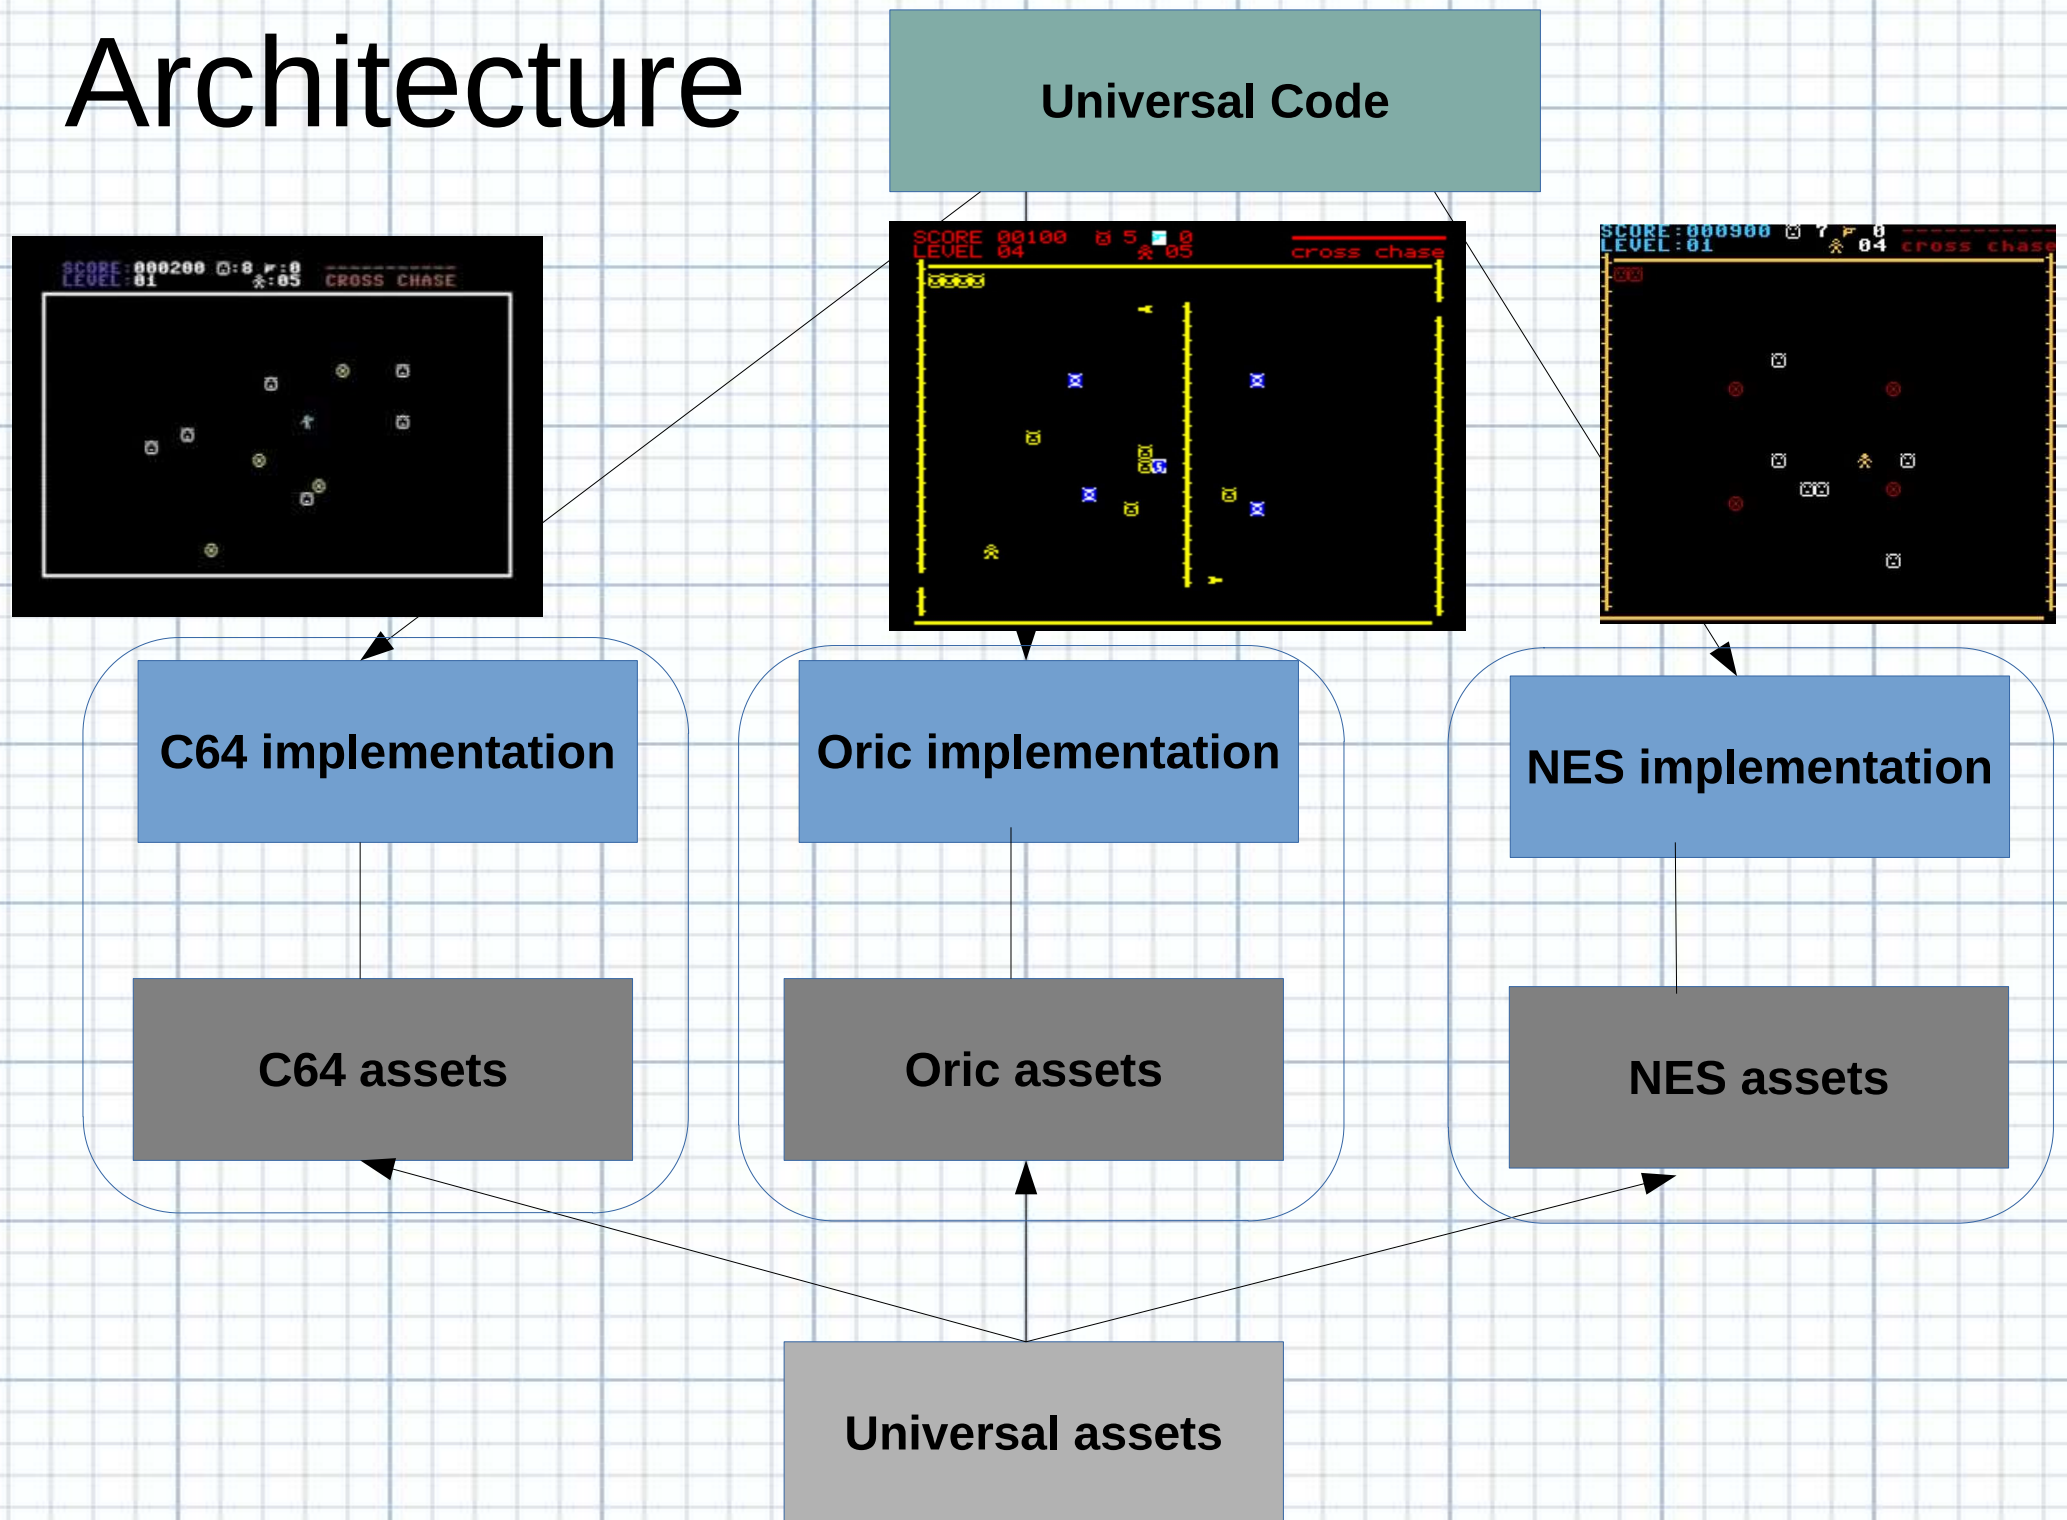 Architecture
Universal Code
SCORE:000200 :8 :0 -----------
LEVEL:01 :05 CROSS CHASE
SCORE 00100 5 0
LEVEL 04 05 cross chase
SCORE:000900 7 0 -----------
LEVEL:01 04 cross chase
C64 implementation
Oric implementation
NES implementation
C64 assets
Oric assets
NES assets
Universal assets